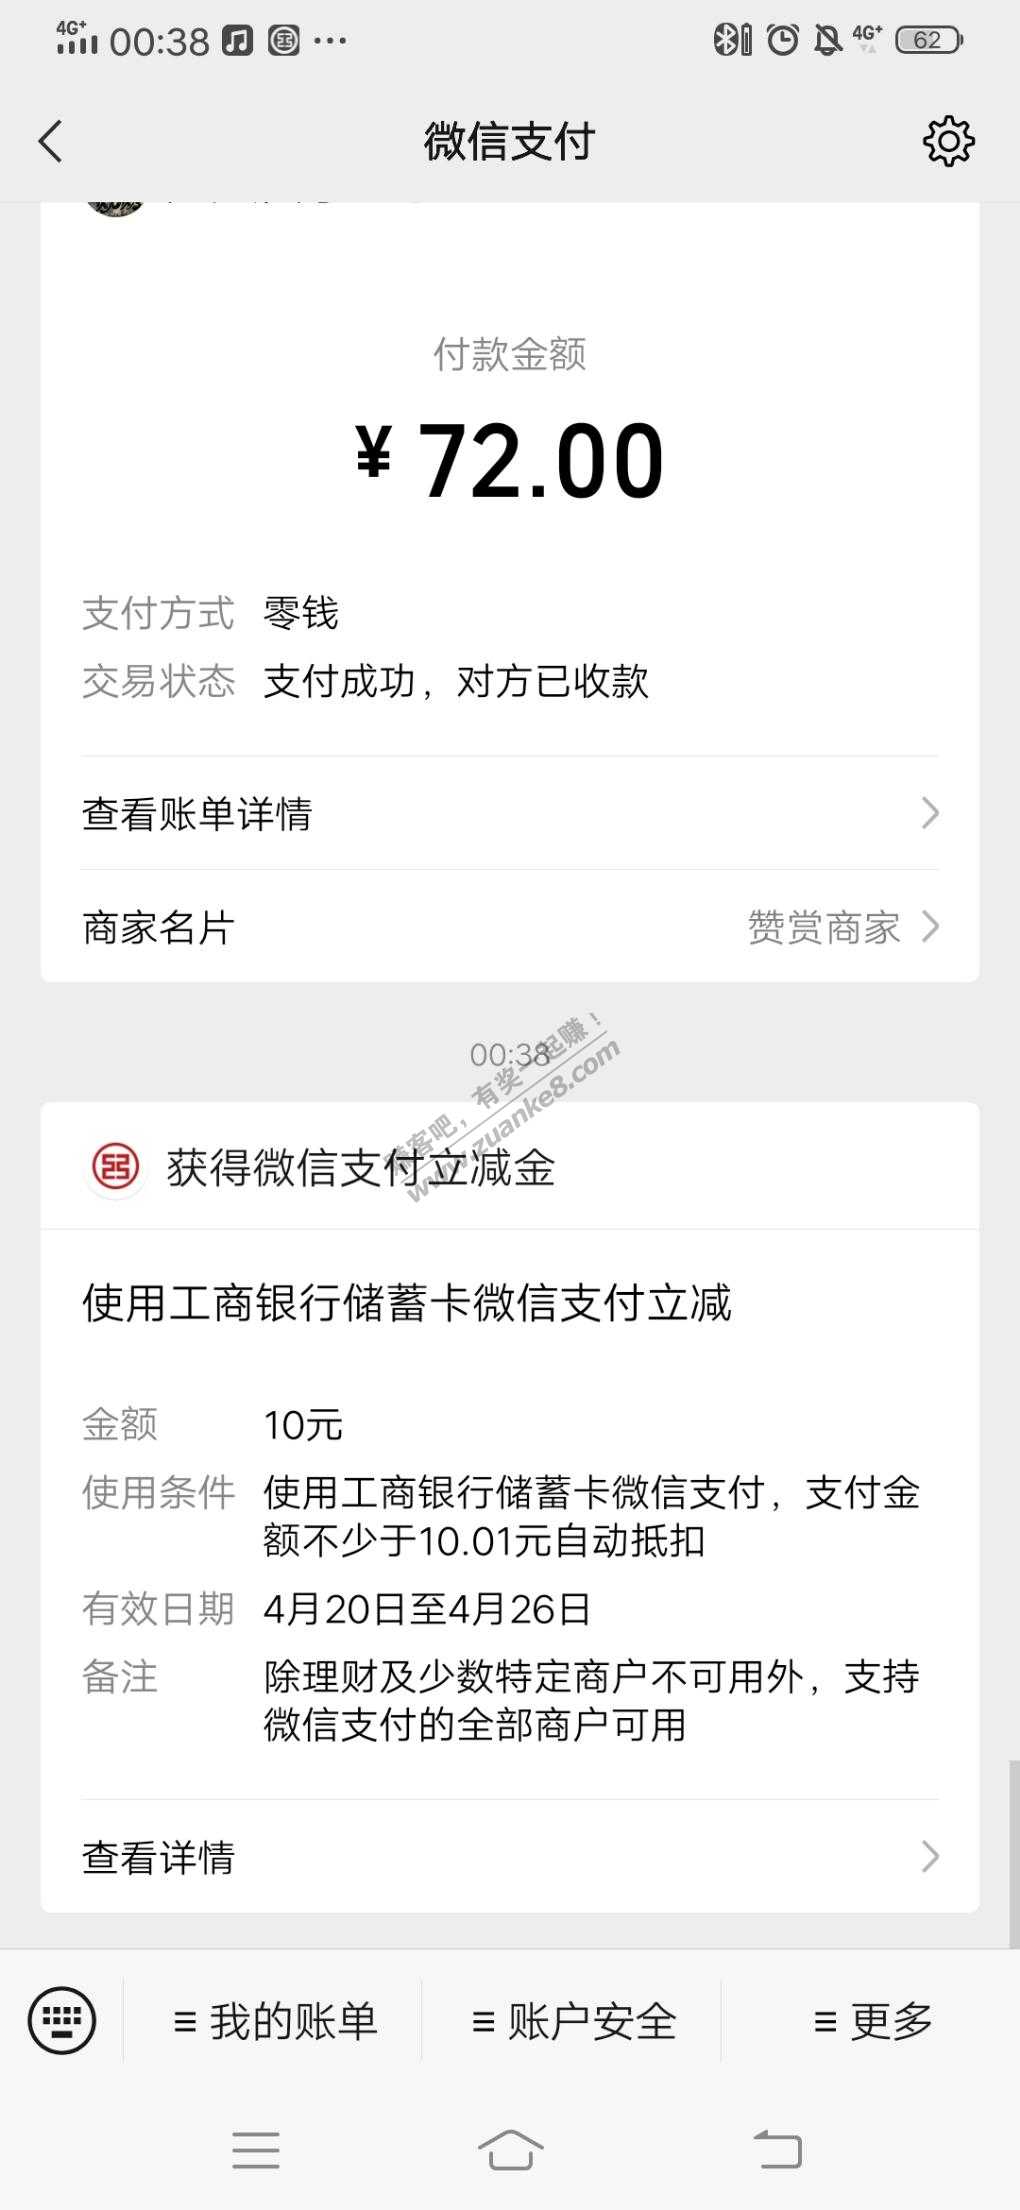 4G+ 00:38 ··· 4G+ 62
微信支付
付款金额
¥ 72.00
支付方式 零钱
交易状态 支付成功，对方已收款
查看账单详情
商家名片 赞赏商家
00:38
赚客吧，有奖一起赚！
www.zuanke8.com
获得微信支付立减金
使用工商银行储蓄卡微信支付立减
金额 10元
使用条件 使用工商银行储蓄卡微信支付，支付金
额不少于10.01元自动抵扣
有效日期 4月20日至4月26日
备注 除理财及少数特定商户不可用外，支持
微信支付的全部商户可用
查看详情
我的账单 账户安全 更多